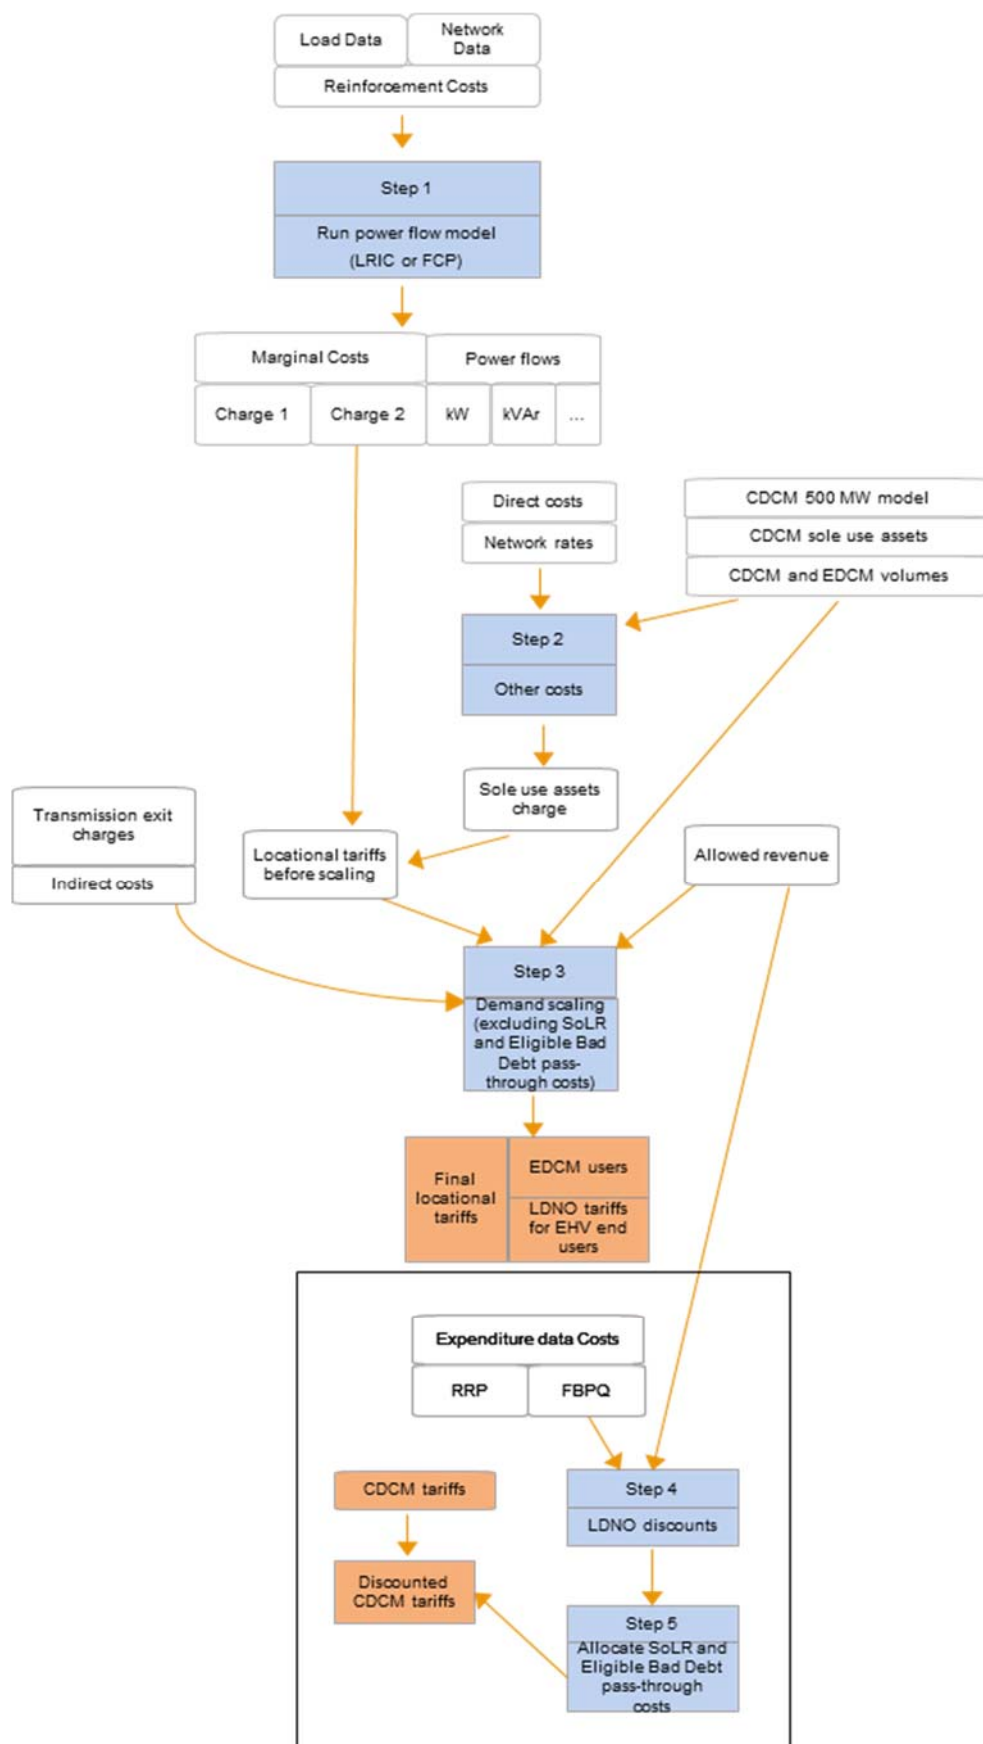 Load Data
Network
Data
Reinforcement Costs
Step 1
Run power flow model
(LRIC or FCP)
Marginal Costs
Power flows
Charge 1
Charge 2
kW
kVAr
...
Direct costs
Network rates
CDCM 500 MW model
CDCM sole use assets
CDCM and EDCM volumes
Step 2
Other costs
Sole use assets
charge
Transmission exit
charges
Indirect costs
Locational tariffs
before scaling
Allowed revenue
Step 3
Demand scaling
(excluding SoLR
and Eligible Bad
Debt pass-
through costs)
Final
locational
tariffs
EDCM users
LDNO tariffs
for EHV end
users
Expenditure data Costs
RRP
FBPQ
CDCM tariffs
Step 4
LDNO discounts
Discounted
CDCM tariffs
Step 5
Allocate SoLR and
Eligible Bad Debt
pass-through
costs